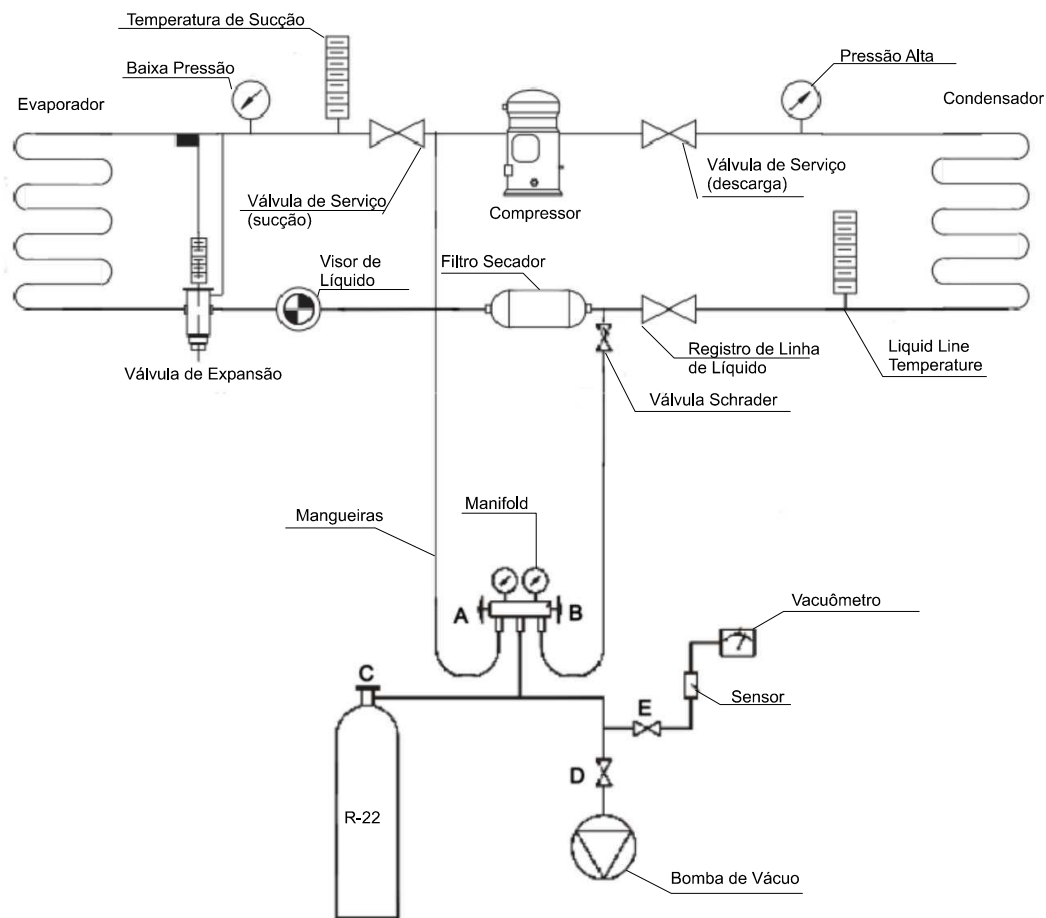 Temperatura de Sucção
Baixa Pressão
Pressão Alta
Evaporador
Condensador
Válvula de Serviço
(sucção)
Compressor
Válvula de Serviço
(descarga)
Visor de
Líquido
Filtro Secador
Válvula de Expansão
Registro de Linha
de Líquido
Liquid Line
Temperature
Válvula Schrader
Mangueiras
Manifold
A
B
Vacuômetro
C
Sensor
E
D
R-22
Bomba de Vácuo